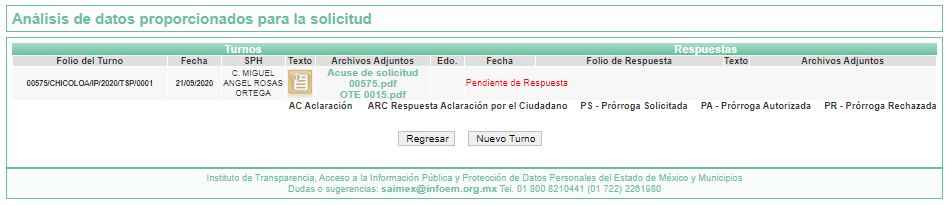 Análisis de datos proporcionados para la solicitud
Turnos Respuestas
Folio del Turno Fecha SPH Texto Archivos Adjuntos Edo. Fecha Folio de Respuesta Texto Archivos Adjuntos
00575/CHICOLOA/IP/2020/TSP/0001 21/09/2020 C. MIGUEL ANGEL ROSAS ORTEGA Acuse de solicitud 00575.pdf OTE 0015.pdf Pendiente de Respuesta
AC Aclaración ARC Respuesta Aclaración por el Ciudadano PS - Prórroga Solicitada PA - Prórroga Autorizada PR - Prórroga Rechazada
Regresar Nuevo Turno
Instituto de Transparencia, Acceso a la Información Pública y Protección de Datos Personales del Estado de México y Municipios
Dudas o sugerencias: saimex@infoem.org.mx Tel. 01 800 8210441 (01 722) 2261980